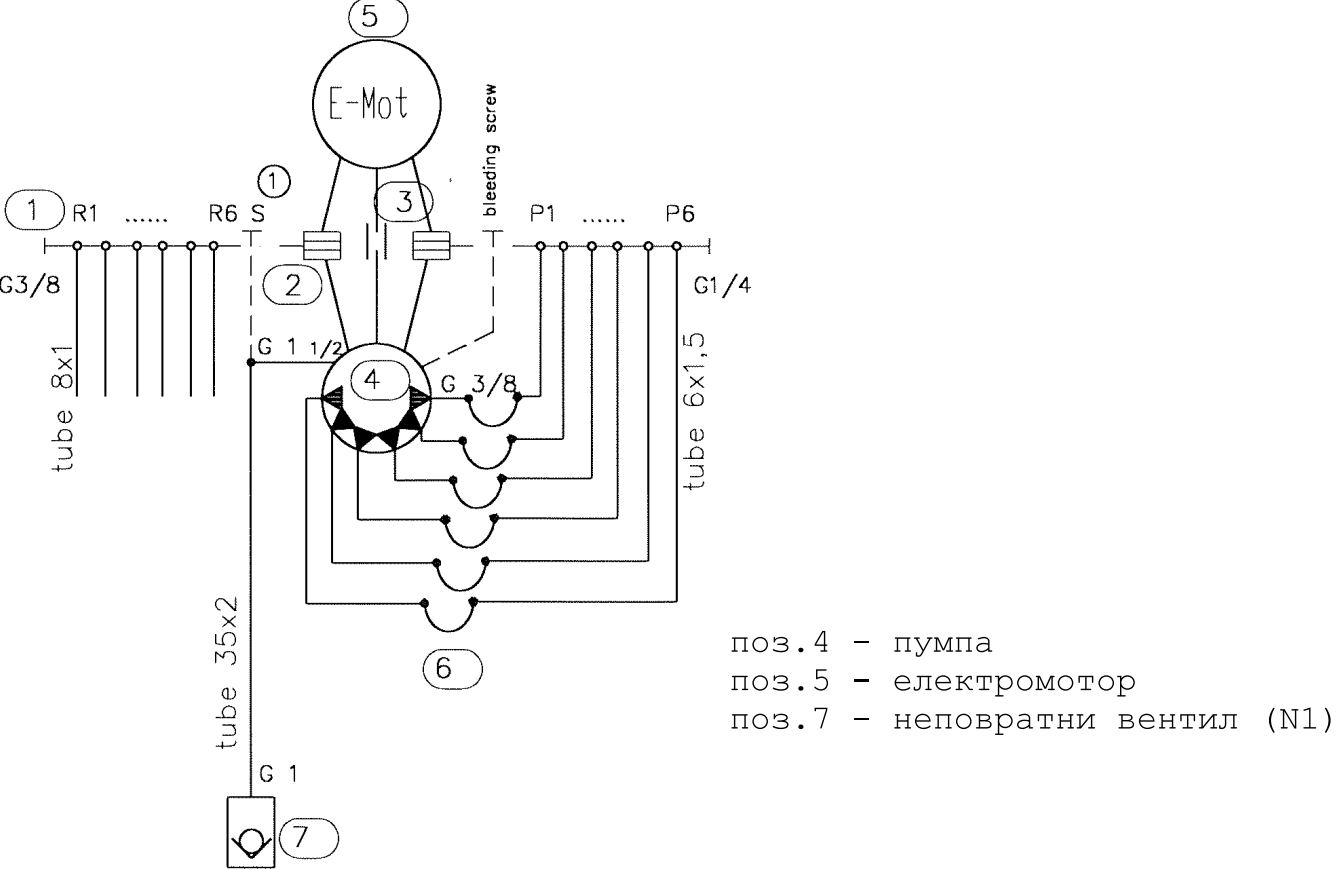 5
E-Mot
bleeding screw
1
3
1 R1 ...... R6 S
P1 ...... P6
G3/8
2
G1/4
tube 8x1
G 1 1/2
4
G 3/8
tube 6x1,5
tube 35x2
6
G 1
7
поз.4 - пумпа
поз.5 - електромотор
поз.7 - неповратни вентил (N1)